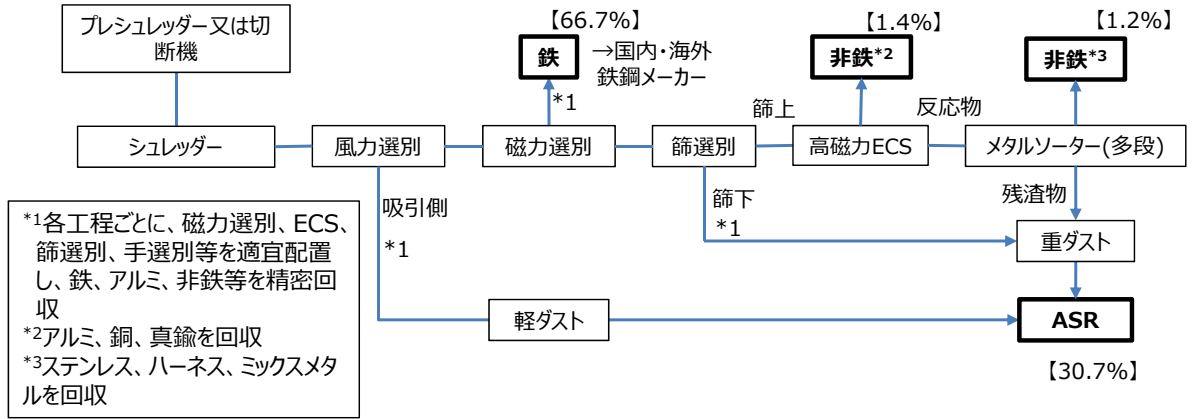 プレシュレッダー又は切
断機
【66.7%】
【1.4%】
【1.2%】
鉄
→国内・海外
鉄鋼メーカー
非鉄*2
非鉄*3
*1
篩上
反応物
シュレッダー
風力選別
磁力選別
篩選別
高磁力ECS
メタルソーター(多段)
吸引側
*1
篩下
*1
残渣物
重ダスト
*1各工程ごとに、磁力選別、ECS、
篩選別、手選別等を適宜配置
し、鉄、アルミ、非鉄等を精密回
収
*2アルミ、銅、真鍮を回収
*3ステンレス、ハーネス、ミックスメタ
ルを回収
軽ダスト
ASR
【30.7%】